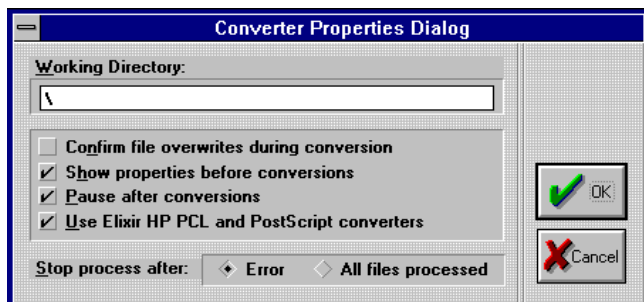 Converter Properties Dialog
Working Directory:
\
Confirm file overwrites during conversion
Show properties before conversions
Pause after conversions
Use Elixir HP PCL and PostScript converters
OK
Cancel
Stop process after: Error All files processed